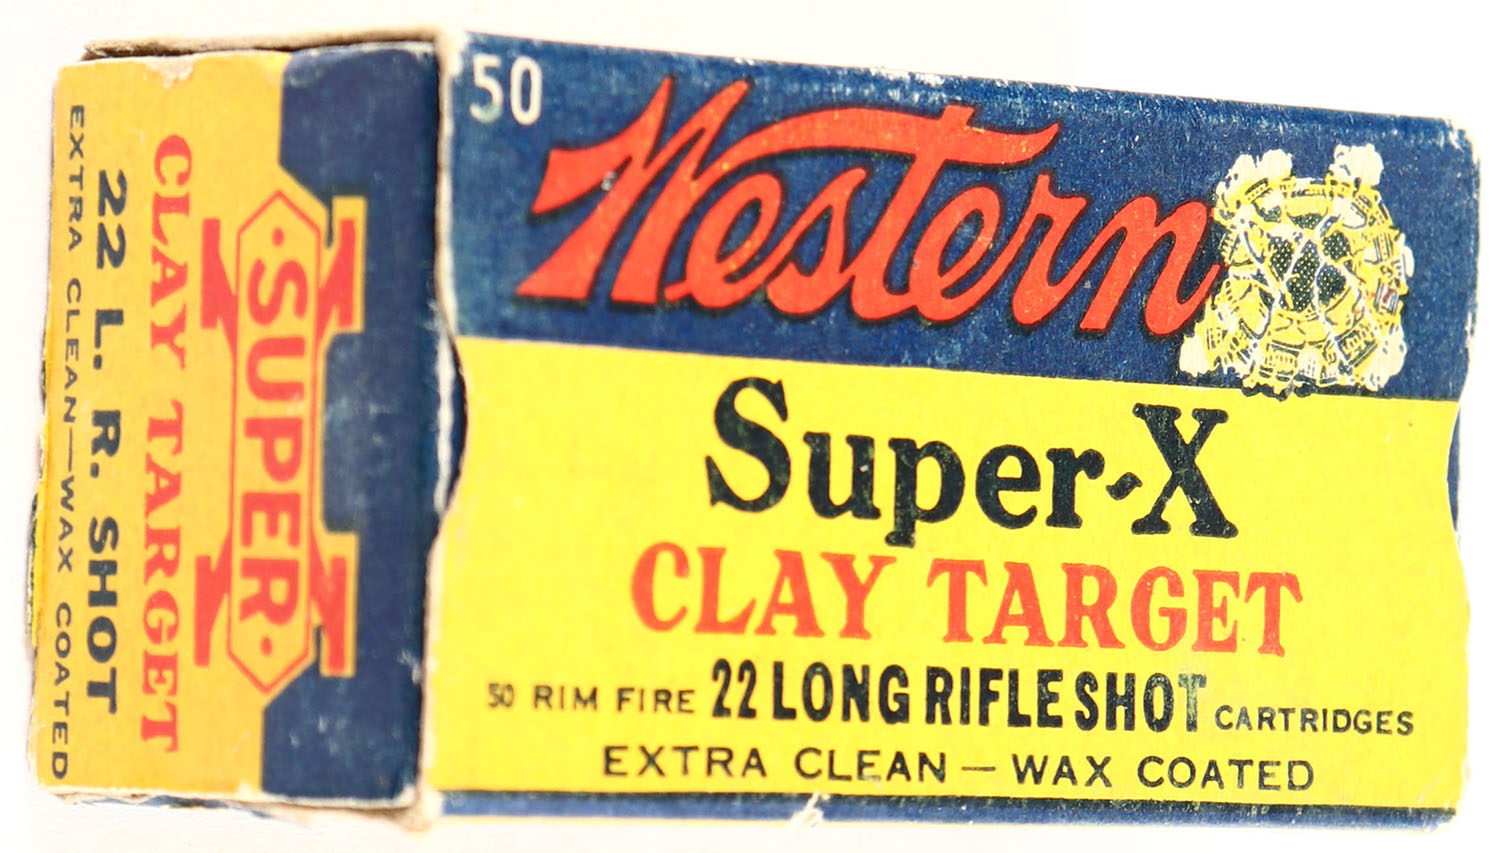 50
Western
Super-X
CLAY TARGET
50 RIM FIRE 22 LONG RIFLE SHOT CARTRIDGES
EXTRA CLEAN — WAX COATED
X
·SUPER·
CLAY TARGET
22 L. R. SHOT
EXTRA CLEAN—WAX COATED